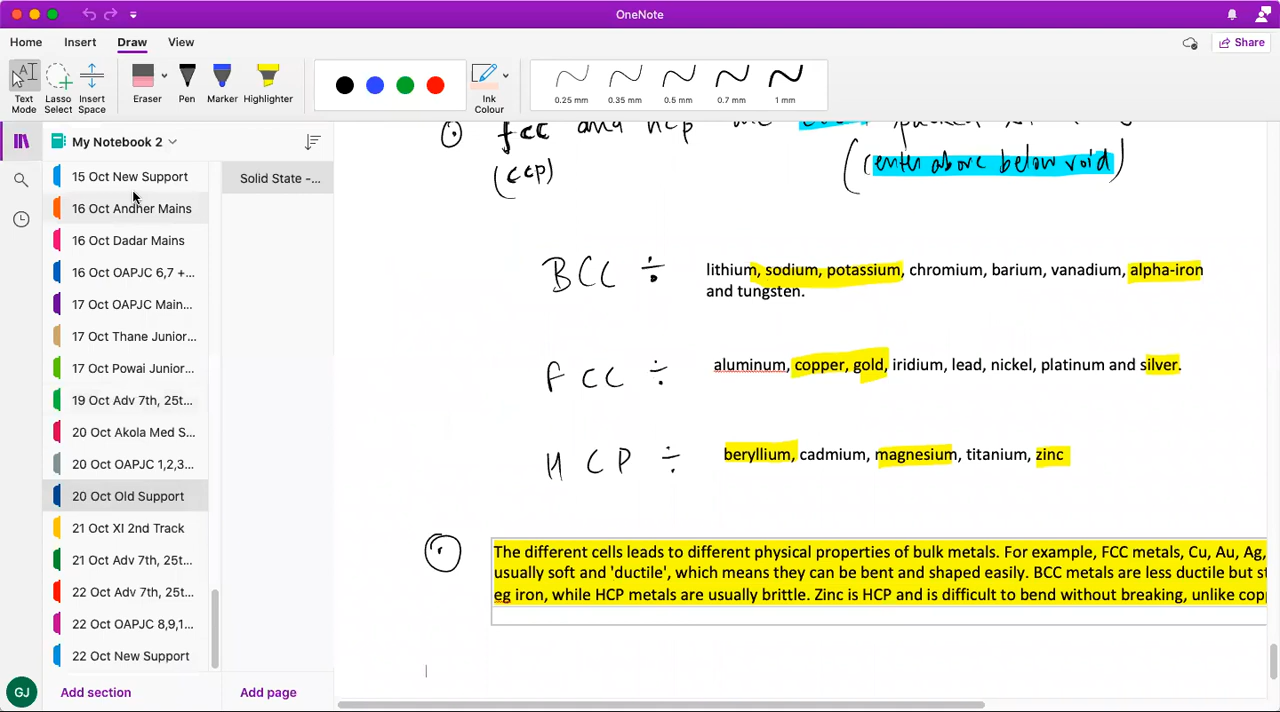 OneNote
Home Insert Draw View
Share
Text Mode
Lasso Select
Insert Space
Eraser
Pen
Marker
Highlighter
Ink Colour
0.25 mm
0.35 mm
0.5 mm
0.7 mm
1 mm
My Notebook 2
15 Oct New Support
16 Oct Andher Mains
16 Oct Dadar Mains
16 Oct OAPJC 6,7 +...
17 Oct OAPJC Main...
17 Oct Thane Junior...
17 Oct Powai Junior...
19 Oct Adv 7th, 25t...
20 Oct Akola Med S...
20 Oct OAPJC 1,2,3...
20 Oct Old Support
21 Oct XI 2nd Track
21 Oct Adv 7th, 25t...
22 Oct Adv 7th, 25t...
22 Oct OAPJC 8,9,1...
22 Oct New Support
Add section
GJ
Solid State -...
Add page
fcc and hcp
(ccp)
(center above below void)
BCC ÷ lithium, sodium, potassium, chromium, barium, vanadium, alpha-iron
and tungsten.
FCC ÷ aluminum, copper, gold, iridium, lead, nickel, platinum and silver.
HCP ÷ beryllium, cadmium, magnesium, titanium, zinc
The different cells leads to different physical properties of bulk metals. For example, FCC metals, Cu, Au, Ag,
usually soft and 'ductile', which means they can be bent and shaped easily. BCC metals are less ductile but st
eg iron, while HCP metals are usually brittle. Zinc is HCP and is difficult to bend without breaking, unlike cop